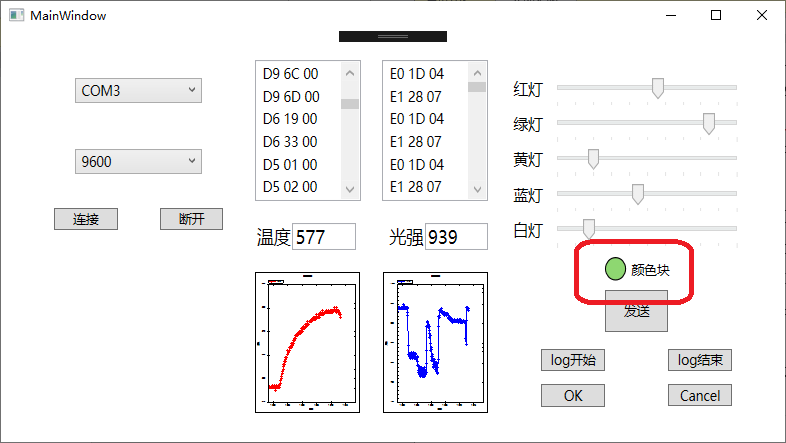 MainWindow
COM3
9600
连接
断开
D9 6C 00
D9 6D 00
D6 19 00
D6 33 00
D5 01 00
D5 02 00
E0 1D 04
E1 28 07
E0 1D 04
E1 28 07
E0 1D 04
E1 28 07
温度 577
光强 939
红灯
绿灯
黄灯
蓝灯
白灯
颜色块
发送
log开始
log结束
OK
Cancel